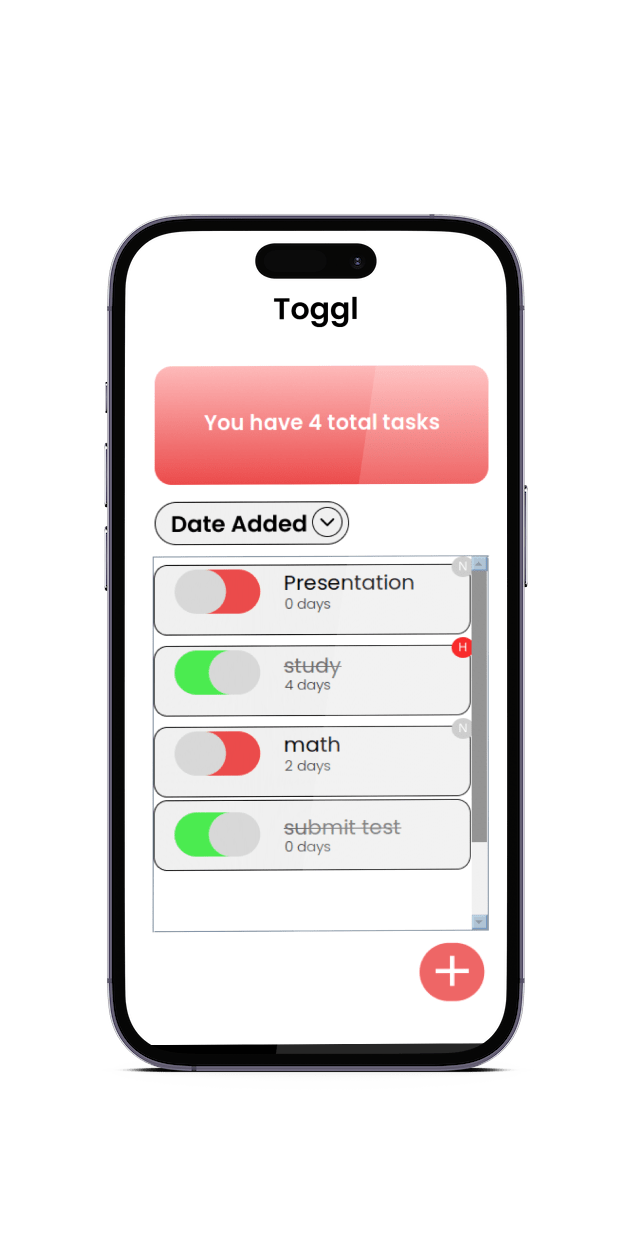 Toggl
You have 4 total tasks
Date Added
N
Presentation
0 days
H
study
4 days
N
math
2 days
submit test
0 days